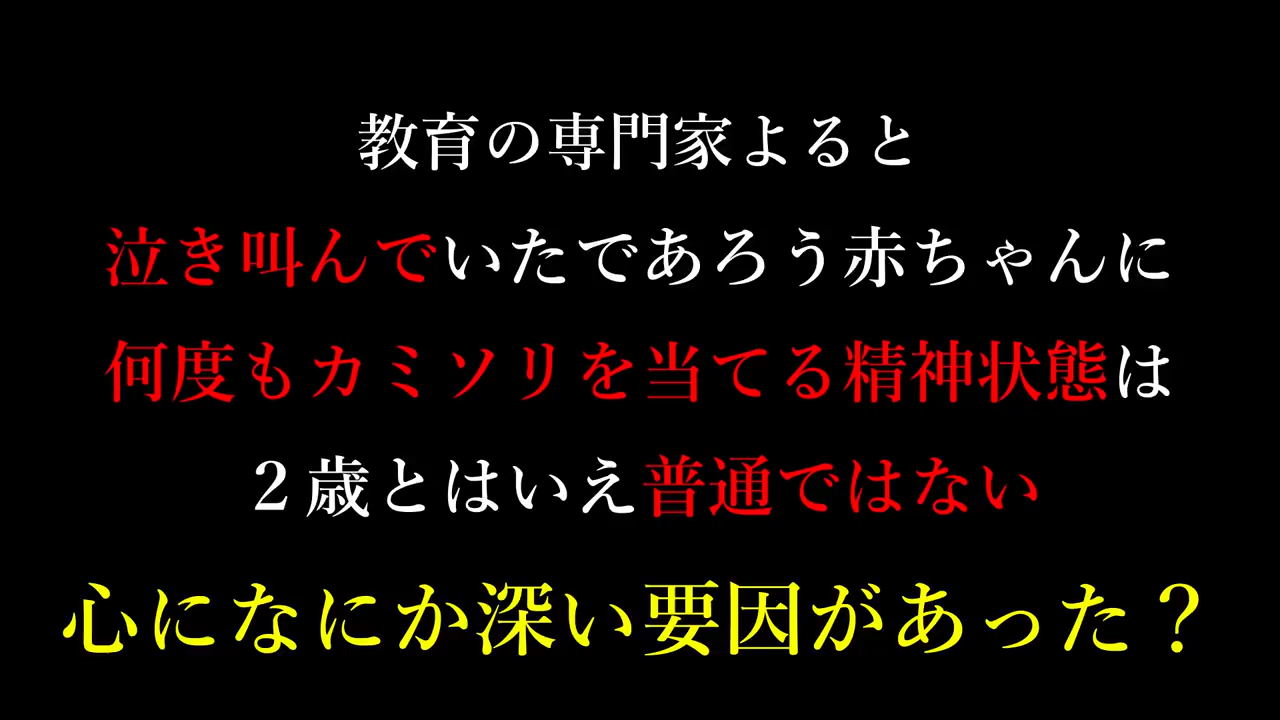 教育の専門家よると
泣き叫んでいたであろう赤ちゃんに
何度もカミソリを当てる精神状態は
２歳とはいえ普通ではない
心になにか深い要因があった？